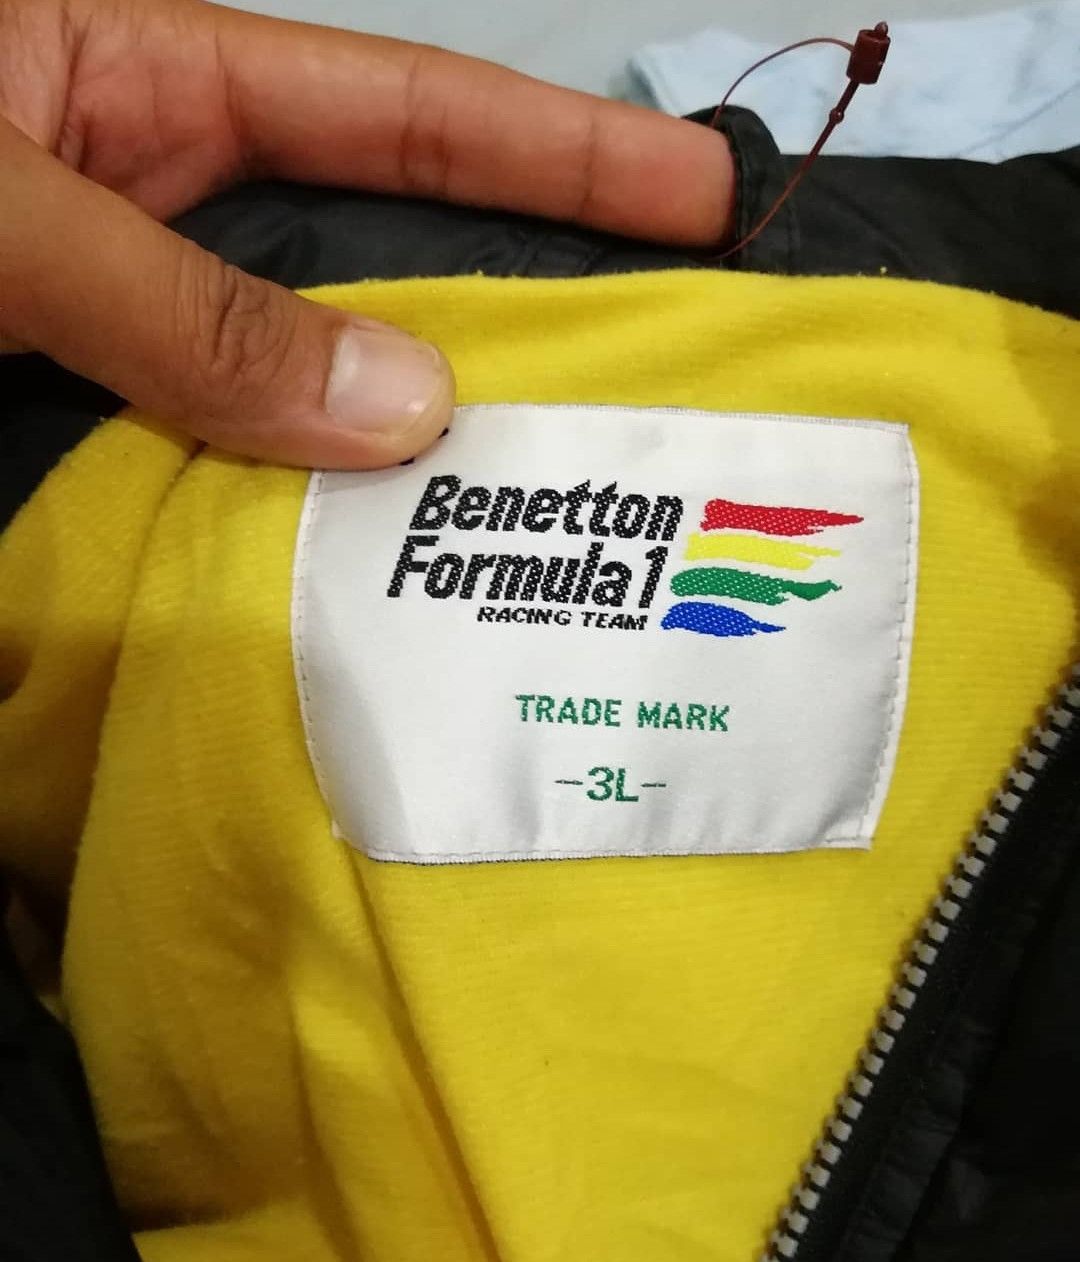 Benetton
Formula 1
RACING TEAM
TRADE MARK
-3L-